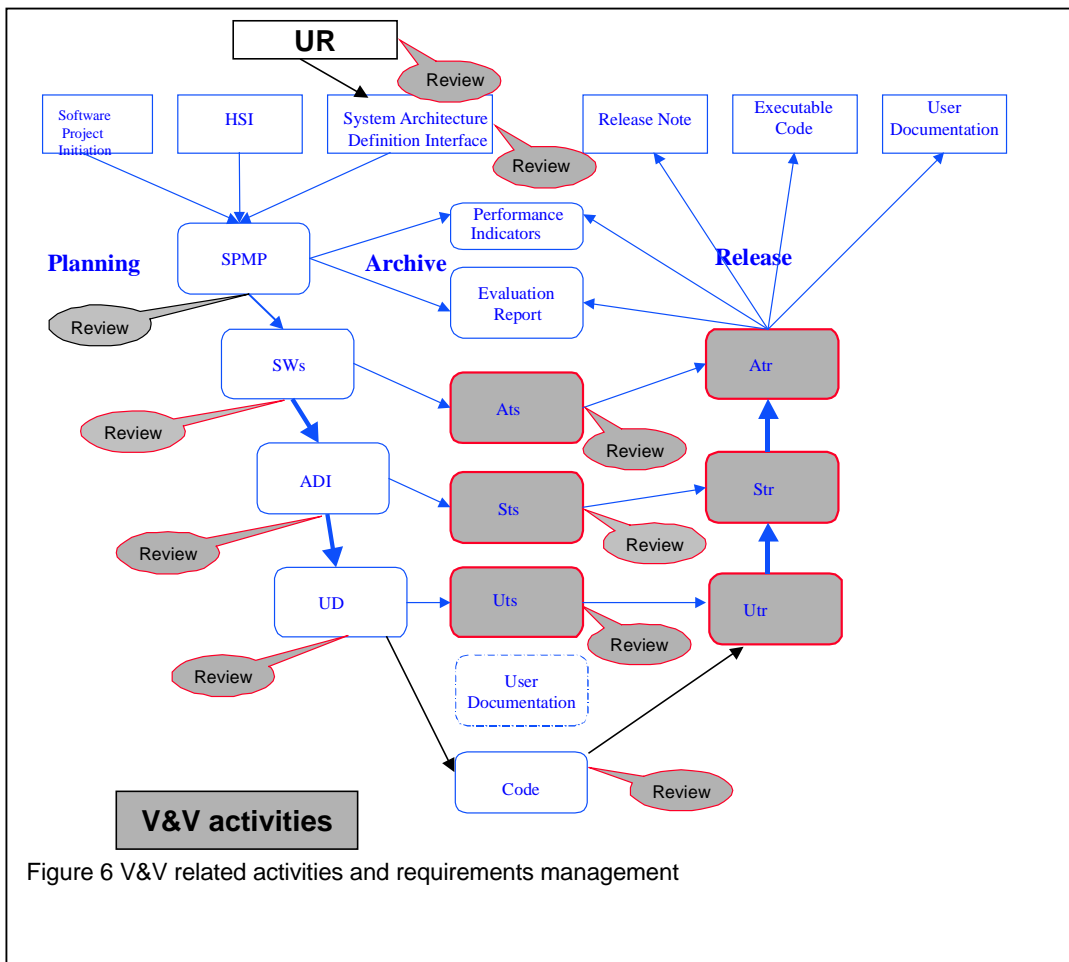 UR
Review
Software
Project
Initiation
HSI
System Architecture
Definition Interface
Review
Release Note
Executable
Code
User
Documentation
Planning
SPMP
Archive
Performance
Indicators
Release
Evaluation
Report
Review
SWs
Ats
Atr
Review
Review
ADI
Sts
Str
Review
Review
UD
Uts
Utr
Review
Review
User
Documentation
Code
Review
V&V activities
Figure 6 V&V related activities and requirements management